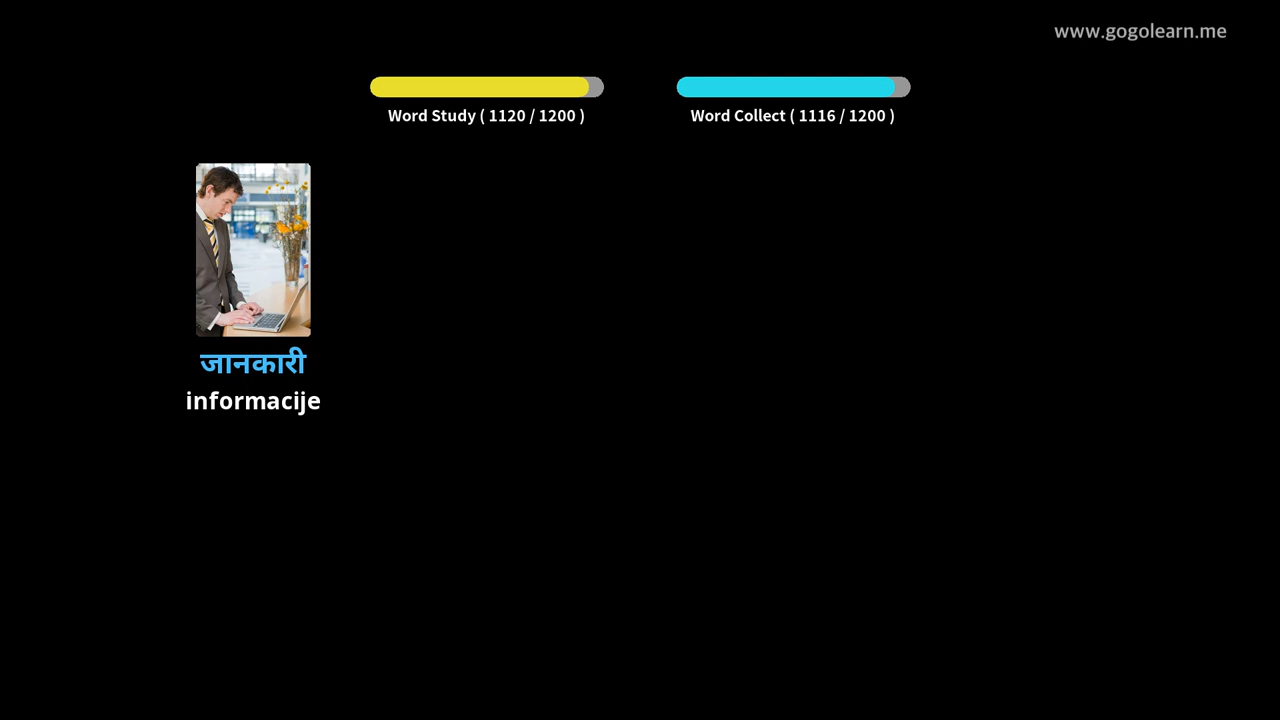 www.gogolearn.me
Word Study ( 1120 / 1200 )
Word Collect ( 1116 / 1200 )
जानकारी
informacije